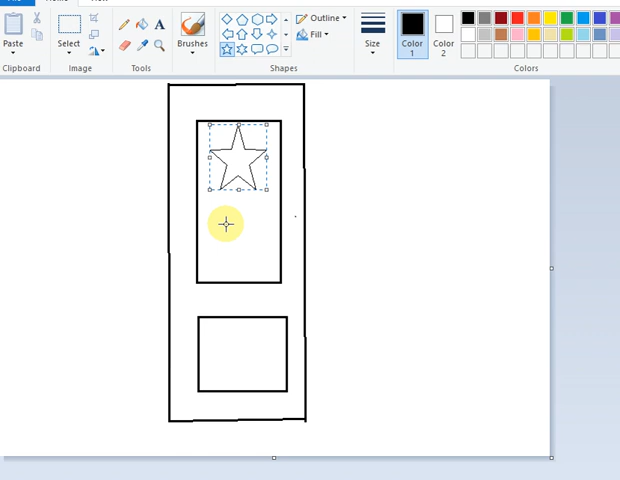 Paste
Select
A
Brushes
Outline
Fill
Size
Color
1
Color
2
Clipboard
Image
Tools
Shapes
Colors